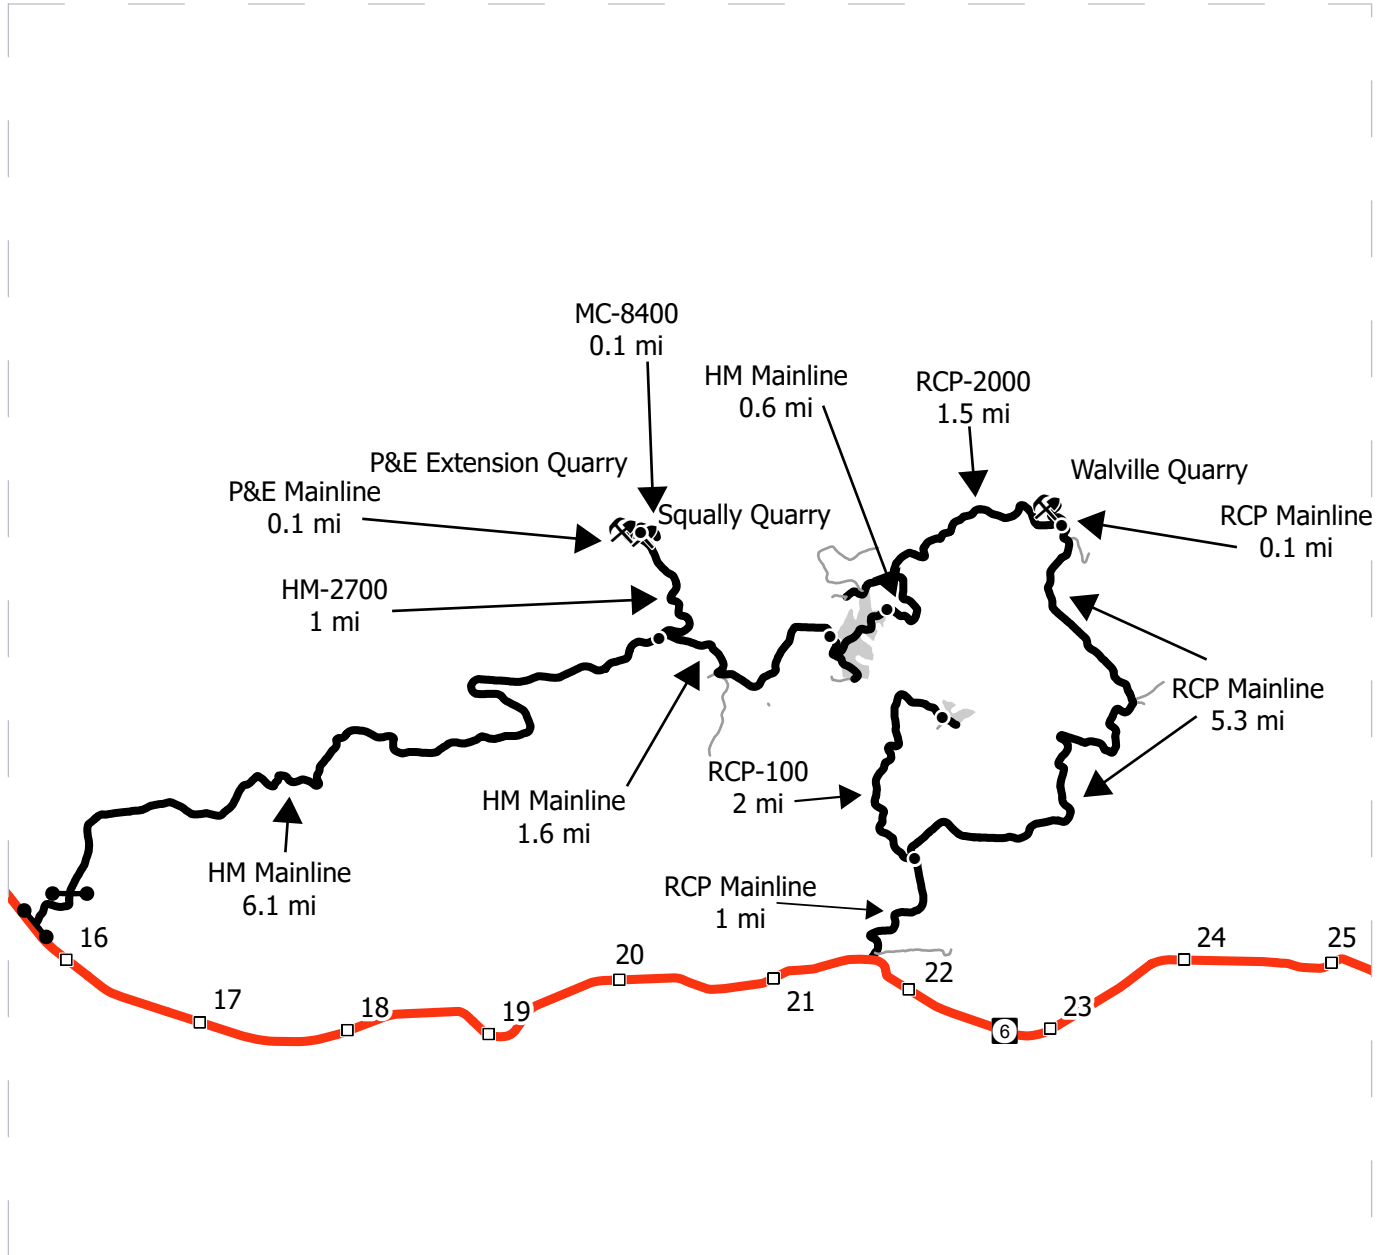 MC-8400
0.1 mi
HM Mainline
0.6 mi
RCP-2000
1.5 mi
P&E Extension Quarry
Walville Quarry
P&E Mainline
0.1 mi
Squally Quarry
RCP Mainline
0.1 mi
HM-2700
1 mi
RCP Mainline
5.3 mi
RCP-100
2 mi
HM Mainline
1.6 mi
HM Mainline
6.1 mi
RCP Mainline
1 mi
16
17
18
19
20
21
22
6
23
24
25